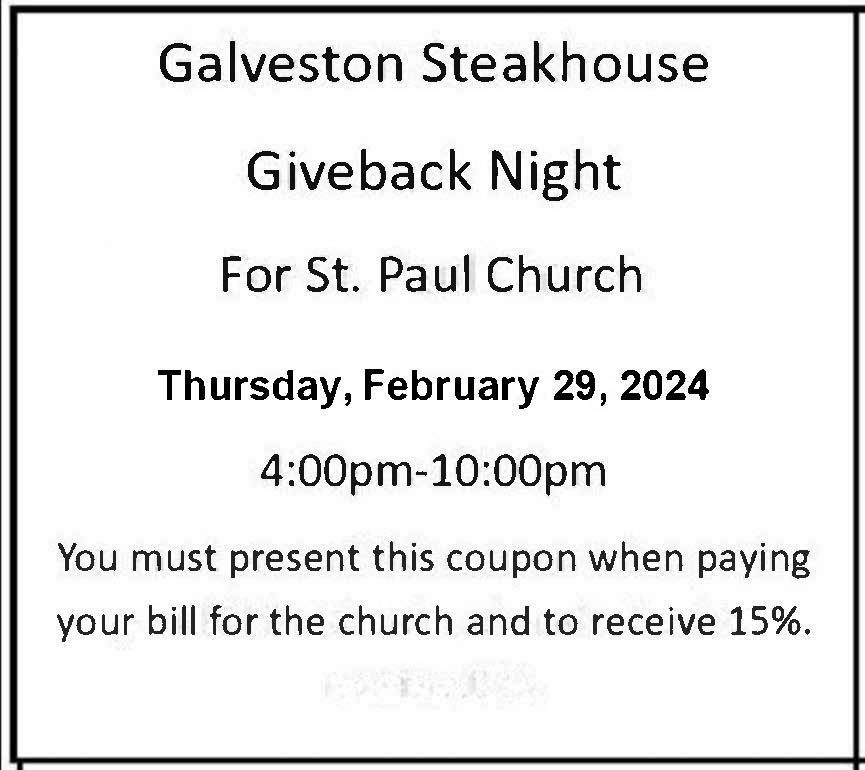 Galveston Steakhouse
Giveback Night
For St. Paul Church
Thursday, February 29, 2024
4:00pm-10:00pm
You must present this coupon when paying
your bill for the church and to receive 15%.